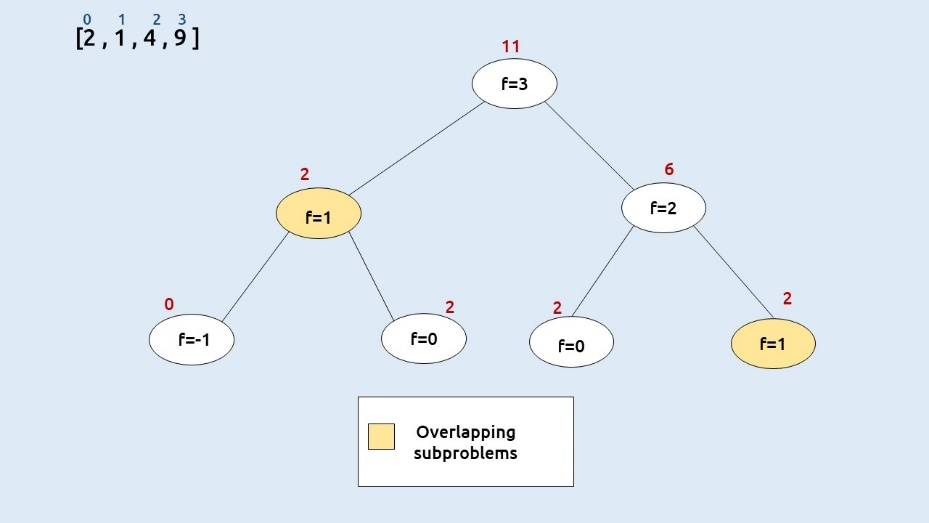 0 1 2 3
[2 , 1 , 4 , 9 ]
11
f=3
2
f=1
6
f=2
0
f=-1
2
f=0
2
f=0
2
f=1
Overlapping
subproblems